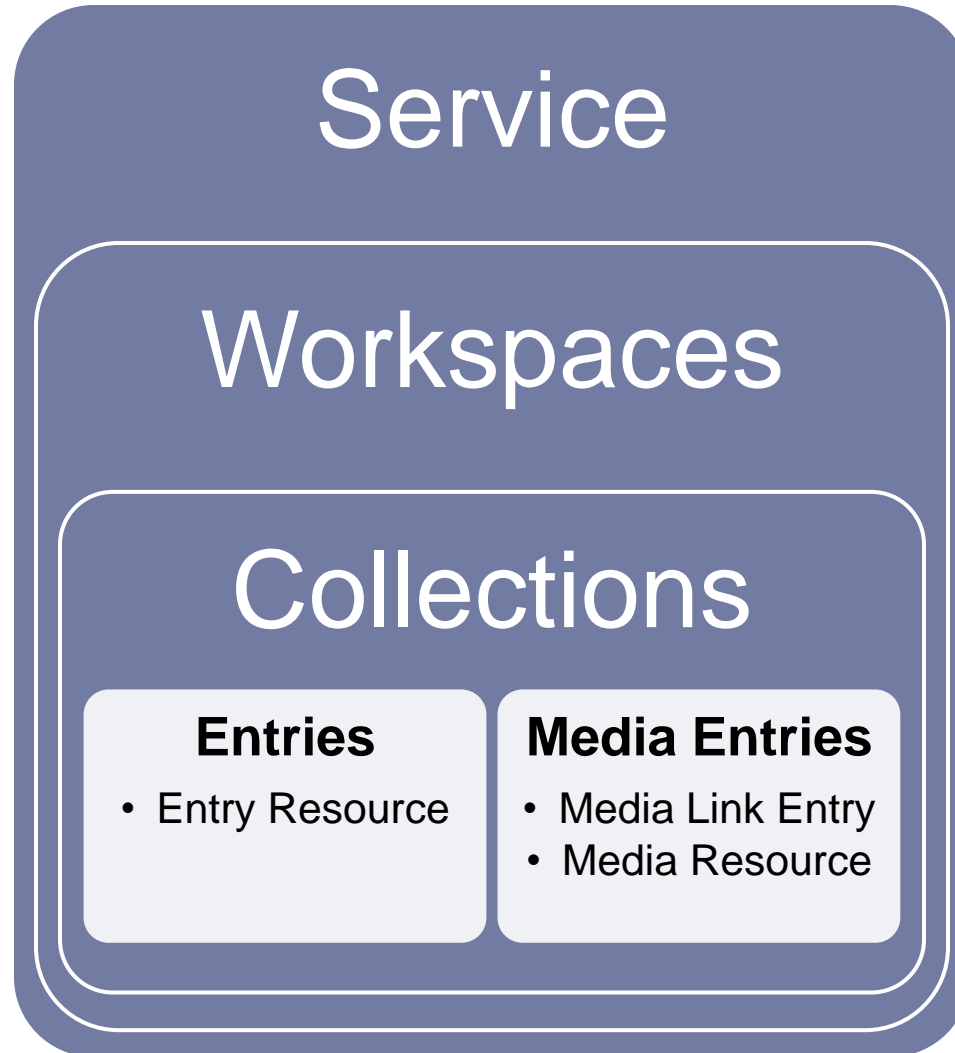 Service
Workspaces
Collections
Entries
• Entry Resource
Media Entries
• Media Link Entry
• Media Resource